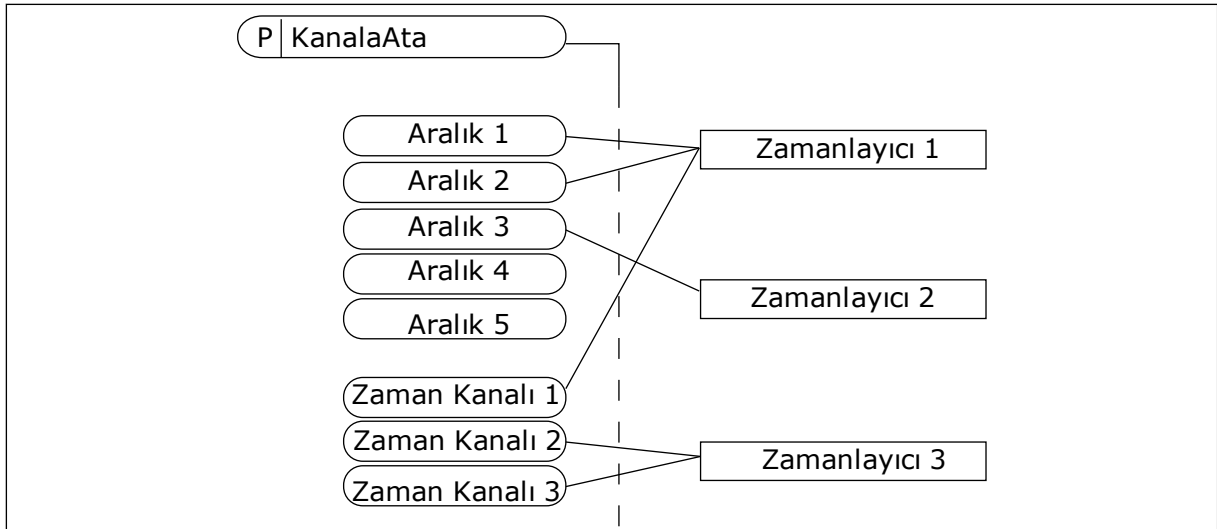 P KanalaAta
Aralık 1
Zamanlayıcı 1
Aralık 2
Aralık 3
Aralık 4
Zamanlayıcı 2
Aralık 5
Zaman Kanalı 1
Zaman Kanalı 2
Zamanlayıcı 3
Zaman Kanalı 3